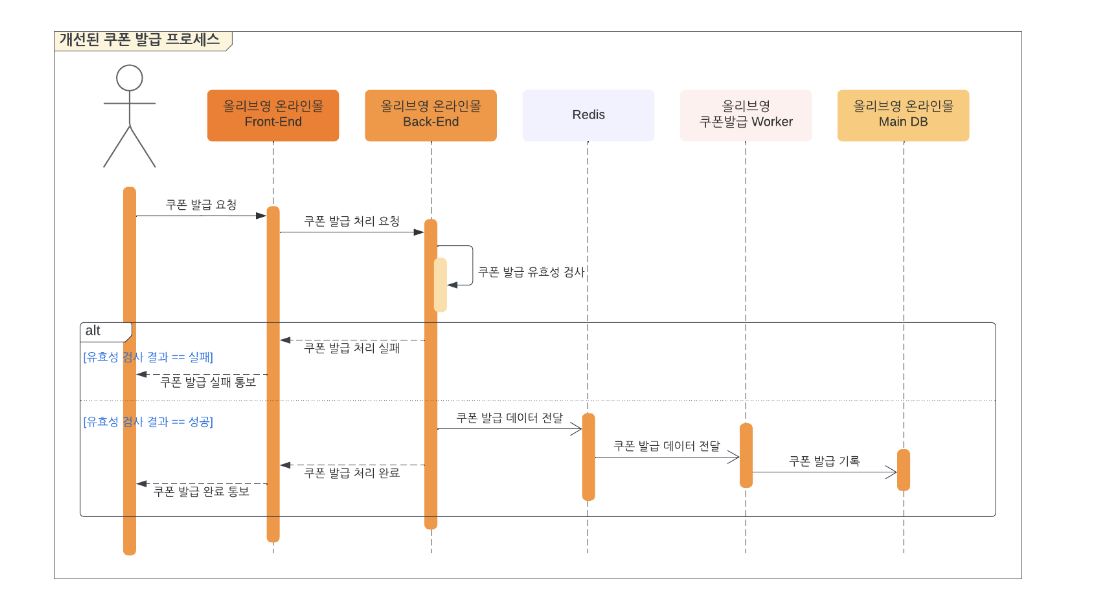 개선된 쿠폰 발급 프로세스
올리브영 온라인몰
Front-End
올리브영 온라인몰
Back-End
Redis
올리브영
쿠폰발급 Worker
올리브영 온라인몰
Main DB
쿠폰 발급 요청
쿠폰 발급 처리 요청
쿠폰 발급 유효성 검사
alt
쿠폰 발급 처리 실패
[유효성 검사 결과 == 실패]
쿠폰 발급 실패 통보
[유효성 검사 결과 == 성공]
쿠폰 발급 데이터 전달
쿠폰 발급 데이터 전달
쿠폰 발급 기록
쿠폰 발급 처리 완료
쿠폰 발급 완료 통보